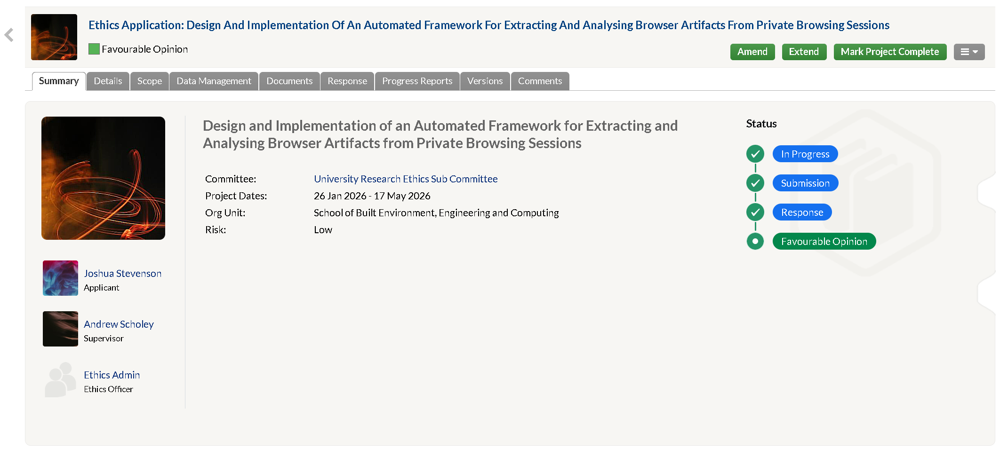 Ethics Application: Design And Implementation Of An Automated Framework For Extracting And Analysing Browser Artifacts From Private Browsing Sessions
Favourable Opinion
Amend Extend Mark Project Complete
Summary Details Scope Data Management Documents Response Progress Reports Versions Comments
Design and Implementation of an Automated Framework for Extracting and
Analysing Browser Artifacts from Private Browsing Sessions
Committee: University Research Ethics Sub Committee
Project Dates: 26 Jan 2026 - 17 May 2026
Org Unit: School of Built Environment, Engineering and Computing
Risk: Low
Status
In Progress
Submission
Response
Favourable Opinion
Joshua Stevenson
Applicant
Andrew Scholey
Supervisor
Ethics Admin
Ethics Officer